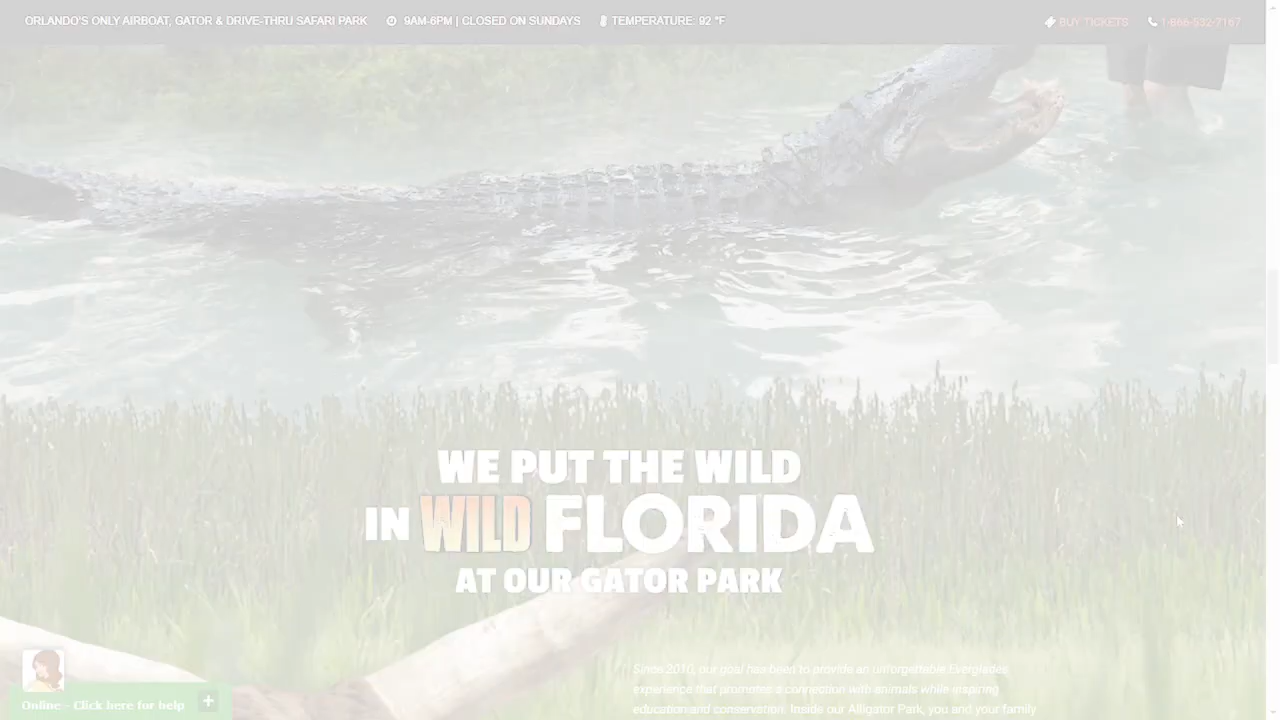 ORLANDO'S ONLY AIRBOAT, GATOR & DRIVE-THRU SAFARI PARK 9AM-6PM | CLOSED ON SUNDAYS TEMPERATURE: 92 °F BUY TICKETS 1-866-532-7167
WE PUT THE WILD
IN WILD FLORIDA
AT OUR GATOR PARK
Since 2010, our goal has been to provide an unforgettable Everglades
experience that promotes a connection with animals while inspiring
education and conservation. Inside our Alligator Park, you and your family
Online - Click here for help +